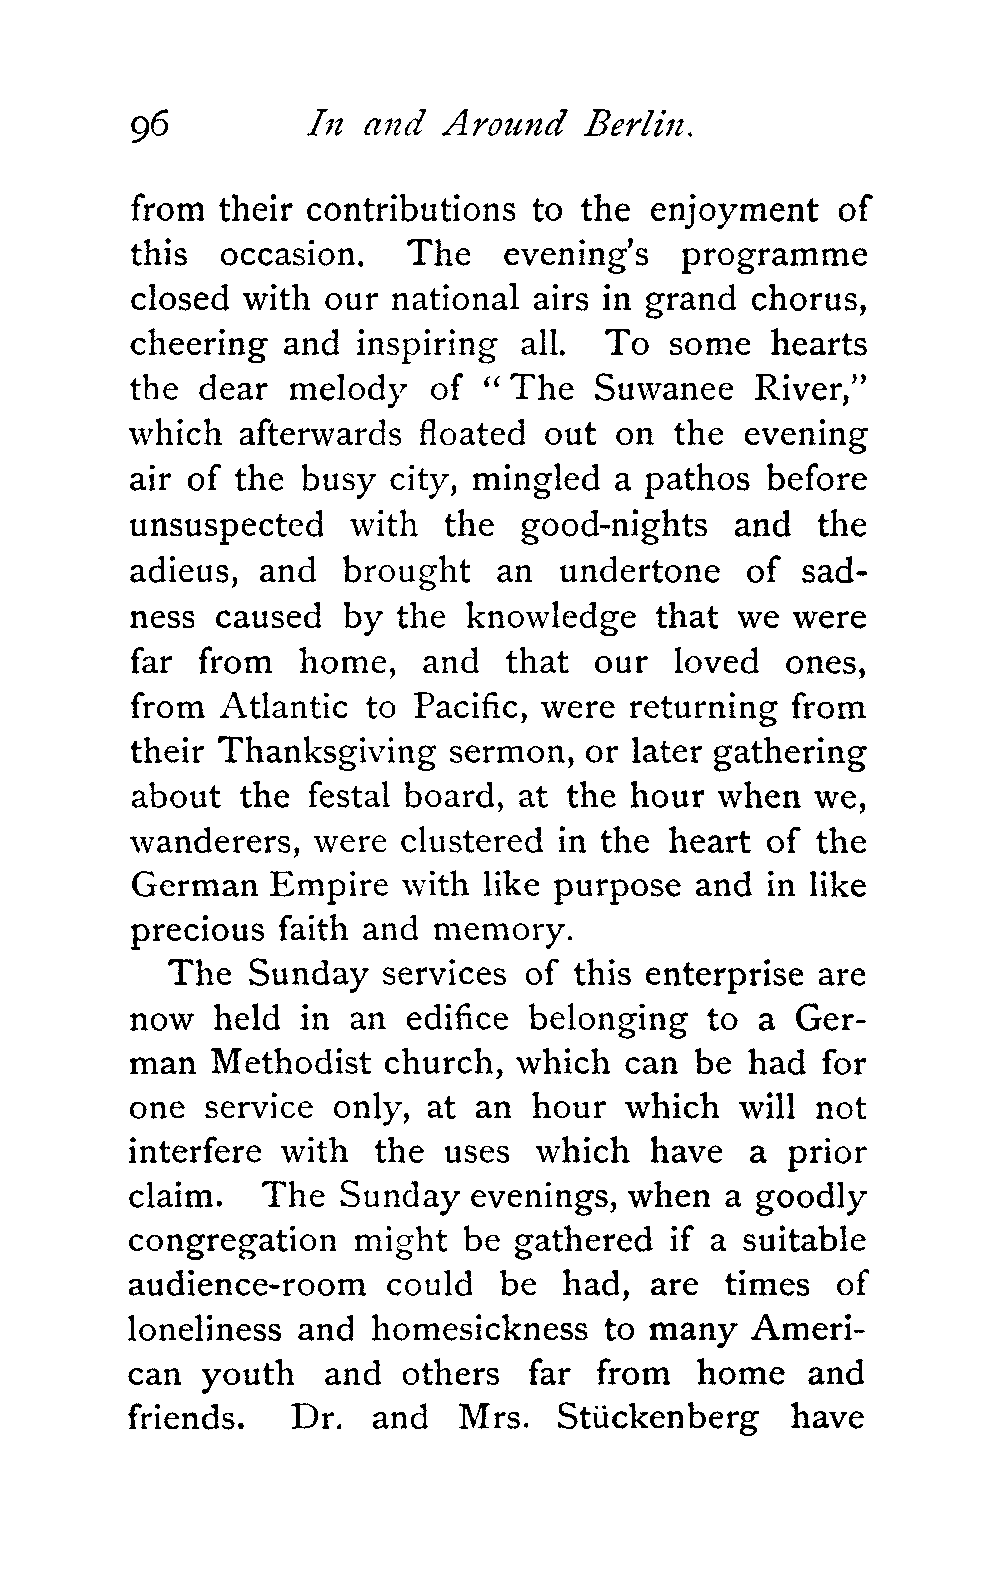 96 In and Around Berlin.
from their contributions to the enjoyment of
this occasion. The evening's programme
closed with our national airs in grand chorus,
cheering and inspiring all. To some hearts
the dear melody of “The Suwanee River,”
which afterwards floated out on the evening
air of the busy city, mingled a pathos before
unsuspected with the good-nights and the
adieus, and brought an undertone of sad-
ness caused by the knowledge that we were
far from home, and that our loved ones,
from Atlantic to Pacific, were returning from
their Thanksgiving sermon, or later gathering
about the festal board, at the hour when we,
wanderers, were clustered in the heart of the
German Empire with like purpose and in like
precious faith and memory.
The Sunday services of this enterprise are
now held in an edifice belonging to a Ger-
man Methodist church, which can be had for
one service only, at an hour which will not
interfere with the uses which have a prior
claim. The Sunday evenings, when a goodly
congregation might be gathered if a suitable
audience-room could be had, are times of
loneliness and homesickness to many Ameri-
can youth and others far from home and
friends. Dr. and Mrs. Stückenberg have